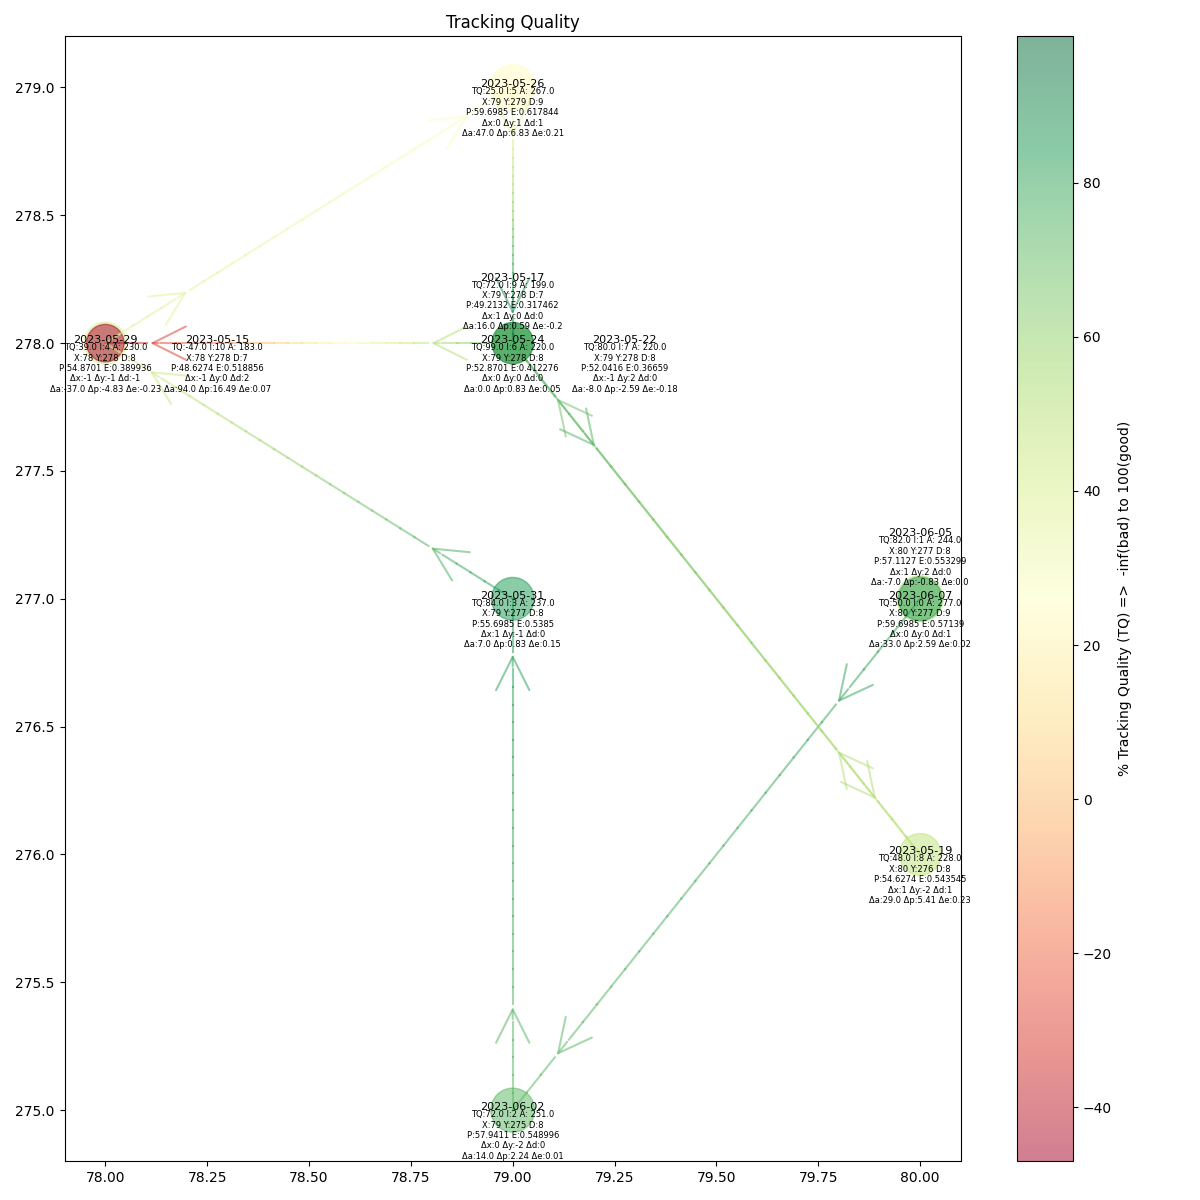 Tracking Quality
279.0
278.5
278.0
277.5
277.0
276.5
276.0
275.5
275.0
2023-05-26
TQ:25.0 I:5 A: 267.0
X:79 Y:279 D:9
P:59.6985 E:0.617844
Δx:0 Δy:1 Δd:1
Δa:47.0 Δp:6.83 Δe:0.21
2023-05-17
TQ:72.0 I:9 A: 199.0
X:79 Y:278 D:7
P:49.2132 E:0.317462
Δx:1 Δy:0 Δd:0
Δa:16.0 Δp:0.59 Δe:-0.2
2023-05-29
TQ:39.0 I:4 A: 230.0
X:78 Y:278 D:8
P:54.8701 E:0.389936
Δx:-1 Δy:-1 Δd:-1
Δa:-37.0 Δp:-4.83 Δe:-0.23
2023-05-15
TQ:-47.0 I:10 A: 183.0
X:78 Y:278 D:7
P:48.6274 E:0.518856
Δx:-1 Δy:0 Δd:2
Δa:94.0 Δp:16.49 Δe:0.07
2023-05-24
TQ:99.0 I:6 A: 220.0
X:79 Y:278 D:8
P:52.8701 E:0.412276
Δx:0 Δy:0 Δd:0
Δa:0.0 Δp:0.83 Δe:0.05
2023-05-22
TQ:80.0 I:7 A: 220.0
X:79 Y:278 D:8
P:52.0416 E:0.36659
Δx:-1 Δy:2 Δd:0
Δa:-8.0 Δp:-2.59 Δe:-0.18
2023-05-31
TQ:84.0 I:3 A: 237.0
X:79 Y:277 D:8
P:55.6985 E:0.5385
Δx:1 Δy:-1 Δd:0
Δa:7.0 Δp:0.83 Δe:0.15
2023-06-05
TQ:82.0 I:1 A: 244.0
X:80 Y:277 D:8
P:57.1127 E:0.553299
Δx:1 Δy:2 Δd:0
Δa:-7.0 Δp:-0.83 Δe:0.0
2023-06-07
TQ:50.0 I:0 A: 277.0
X:80 Y:277 D:9
P:59.6985 E:0.57139
Δx:0 Δy:0 Δd:1
Δa:33.0 Δp:2.59 Δe:0.02
2023-05-19
TQ:48.0 I:8 A: 228.0
X:80 Y:276 D:8
P:54.6274 E:0.543545
Δx:1 Δy:-2 Δd:1
Δa:29.0 Δp:5.41 Δe:0.23
2023-06-02
TQ:72.0 I:2 A: 251.0
X:79 Y:275 D:8
P:57.9411 E:0.548996
Δx:0 Δy:-2 Δd:0
Δa:14.0 Δp:2.24 Δe:0.01
78.00 78.25 78.50 78.75 79.00 79.25 79.50 79.75 80.00
80
60
40
20
0
−20
−40
% Tracking Quality (TQ) =>  -inf(bad) to 100(good)